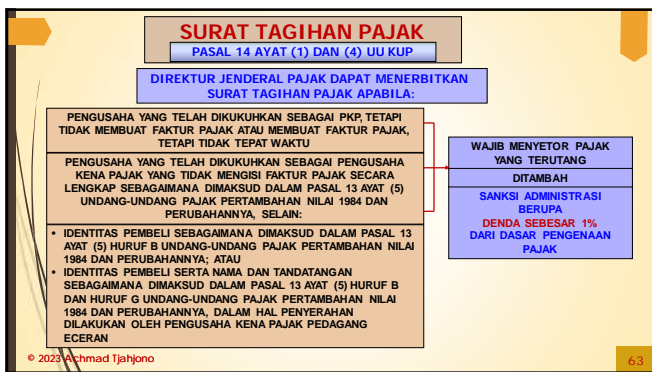 SURAT TAGIHAN PAJAK
PASAL 14 AYAT (1) DAN (4) UU KUP
DIREKTUR JENDERAL PAJAK DAPAT MENERBITKAN
SURAT TAGIHAN PAJAK APABILA:
PENGUSAHA YANG TELAH DIKUKUHKAN SEBAGAI PKP, TETAPI
TIDAK MEMBUAT FAKTUR PAJAK ATAU MEMBUAT FAKTUR PAJAK,
TETAPI TIDAK TEPAT WAKTU
PENGUSAHA YANG TELAH DIKUKUHKAN SEBAGAI PENGUSAHA
KENA PAJAK YANG TIDAK MENGISI FAKTUR PAJAK SECARA
LENGKAP SEBAGAIMANA DIMAKSUD DALAM PASAL 13 AYAT (5)
UNDANG-UNDANG PAJAK PERTAMBAHAN NILAI 1984 DAN
PERUBAHANNYA, SELAIN:
• IDENTITAS PEMBELI SEBAGAIMANA DIMAKSUD DALAM PASAL 13
AYAT (5) HURUF B UNDANG-UNDANG PAJAK PERTAMBAHAN NILAI
1984 DAN PERUBAHANNYA; ATAU
• IDENTITAS PEMBELI SERTA NAMA DAN TANDATANGAN
SEBAGAIMANA DIMAKSUD DALAM PASAL 13 AYAT (5) HURUF B
DAN HURUF G UNDANG-UNDANG PAJAK PERTAMBAHAN NILAI
1984 DAN PERUBAHANNYA, DALAM HAL PENYERAHAN
DILAKUKAN OLEH PENGUSAHA KENA PAJAK PEDAGANG
ECERAN
WAJIB MENYETOR PAJAK
YANG TERUTANG
DITAMBAH
SANKSI ADMINISTRASI
BERUPA
DENDA SEBESAR 1%
DARI DASAR PENGENAAN
PAJAK
© 2023 Achmad Tjahjono
63